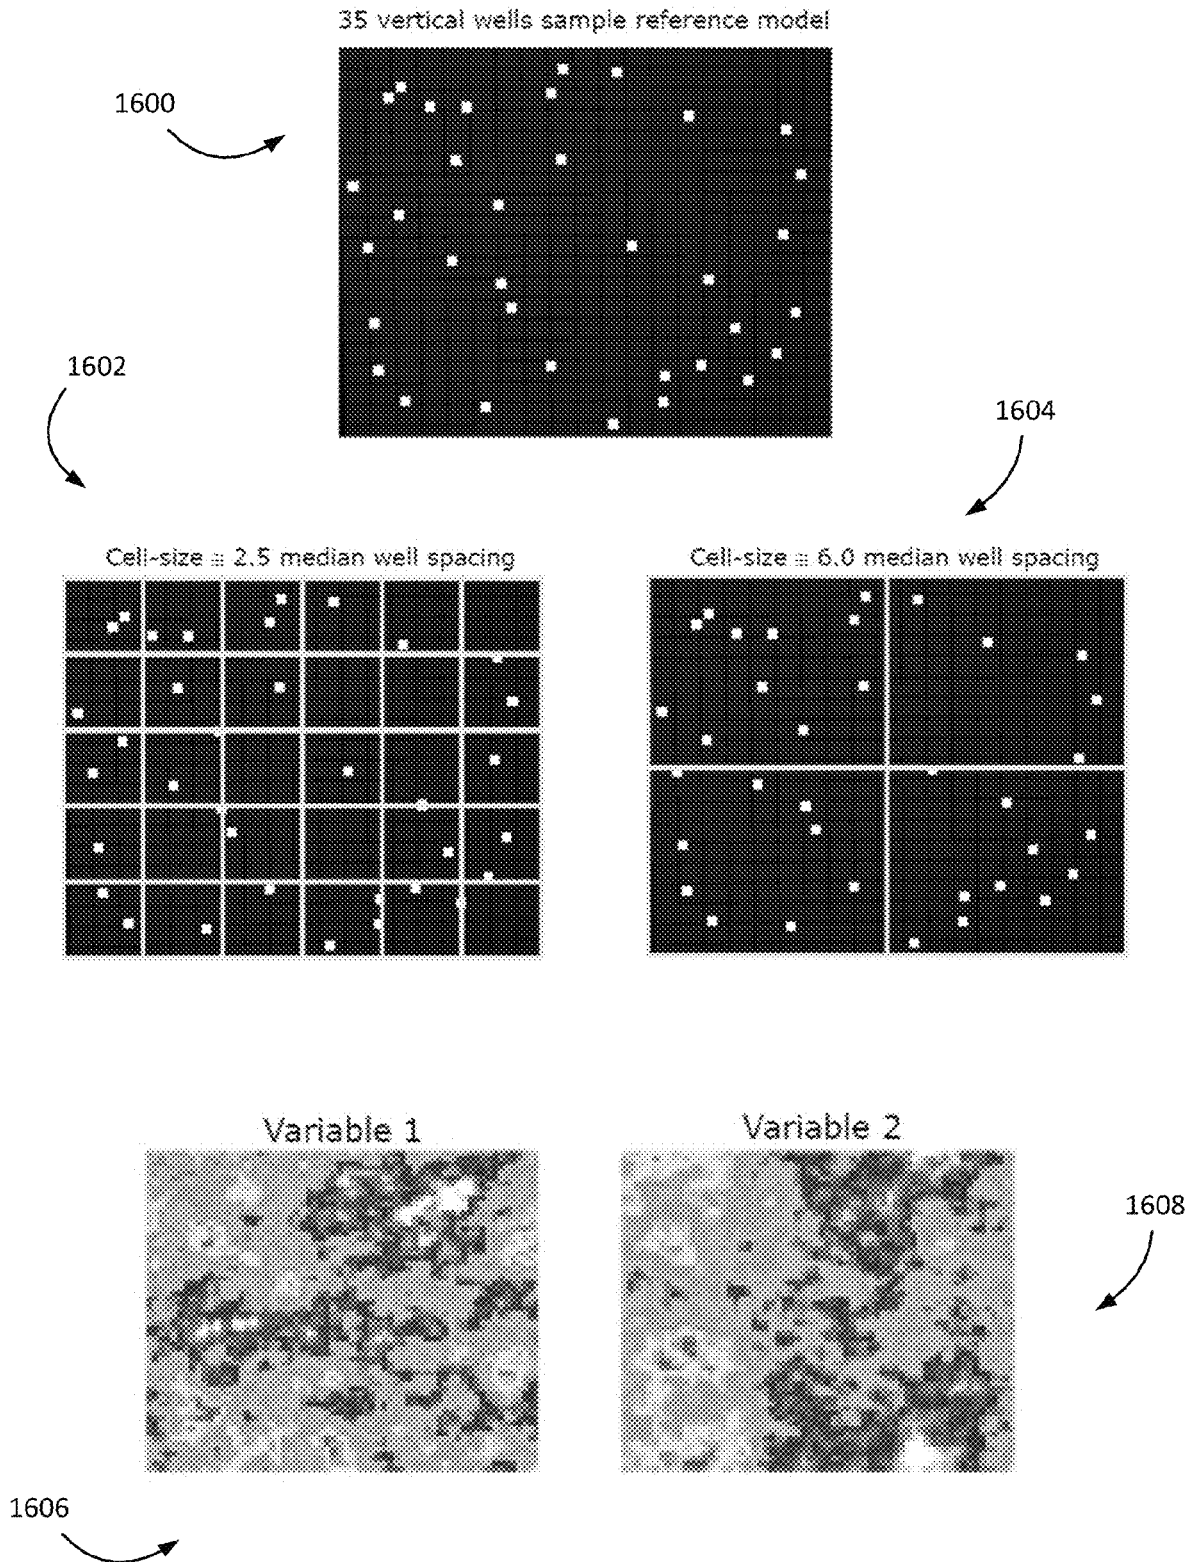 35 vertical wells sample reference model
1600
1602
1604
Cell-size ≡ 2.5 median well spacing
Cell-size ≡ 6.0 median well spacing
Variable 1
Variable 2
1608
1606